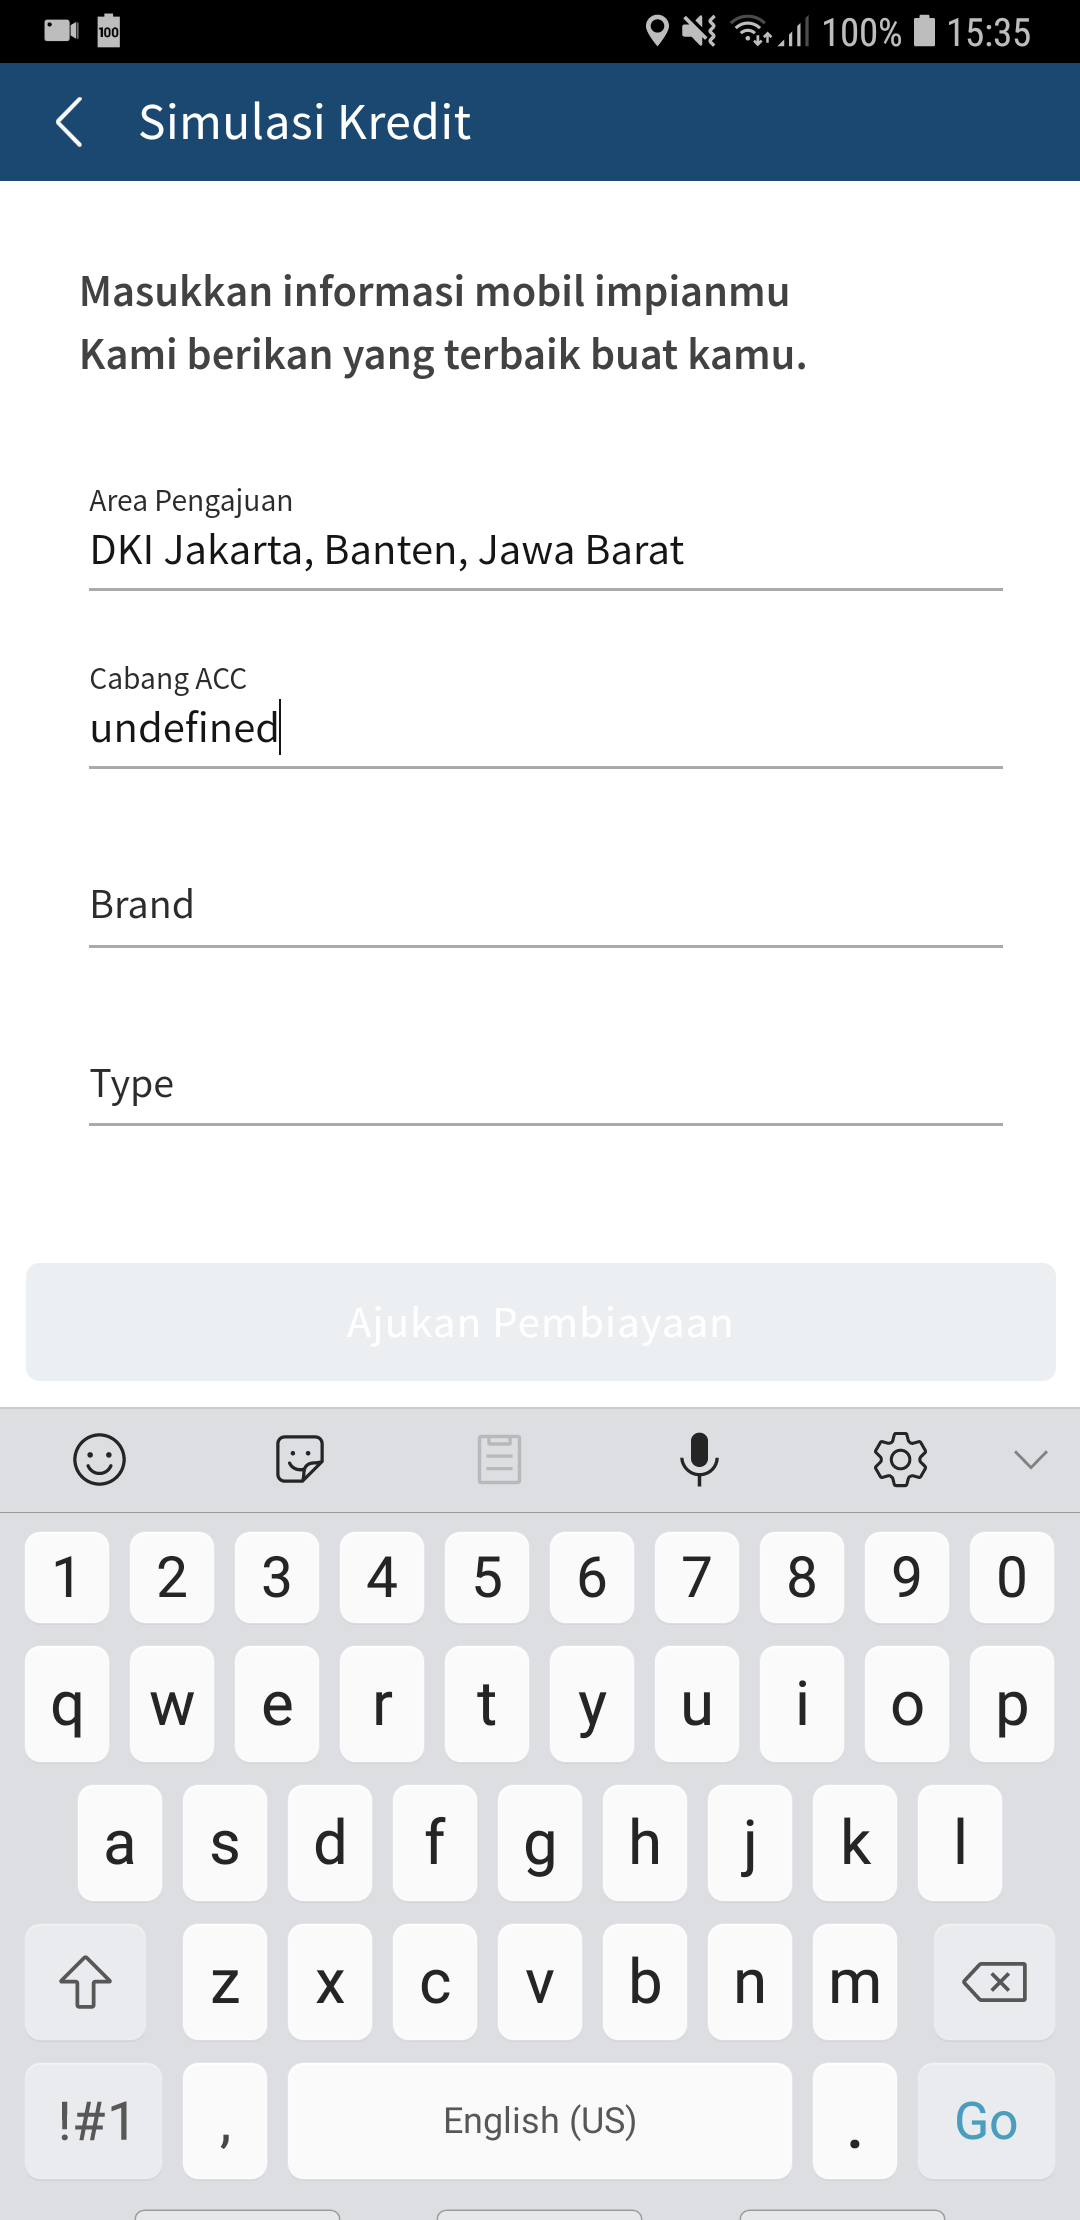 100
100% 15:35
Simulasi Kredit
Masukkan informasi mobil impianmu
Kami berikan yang terbaik buat kamu.
Area Pengajuan
DKI Jakarta, Banten, Jawa Barat
Cabang ACC
undefined
Brand
Type
Ajukan Pembiayaan
1 2 3 4 5 6 7 8 9 0
q w e r t y u i o p
a s d f g h j k l
z x c v b n m
!#1 , English (US) . Go